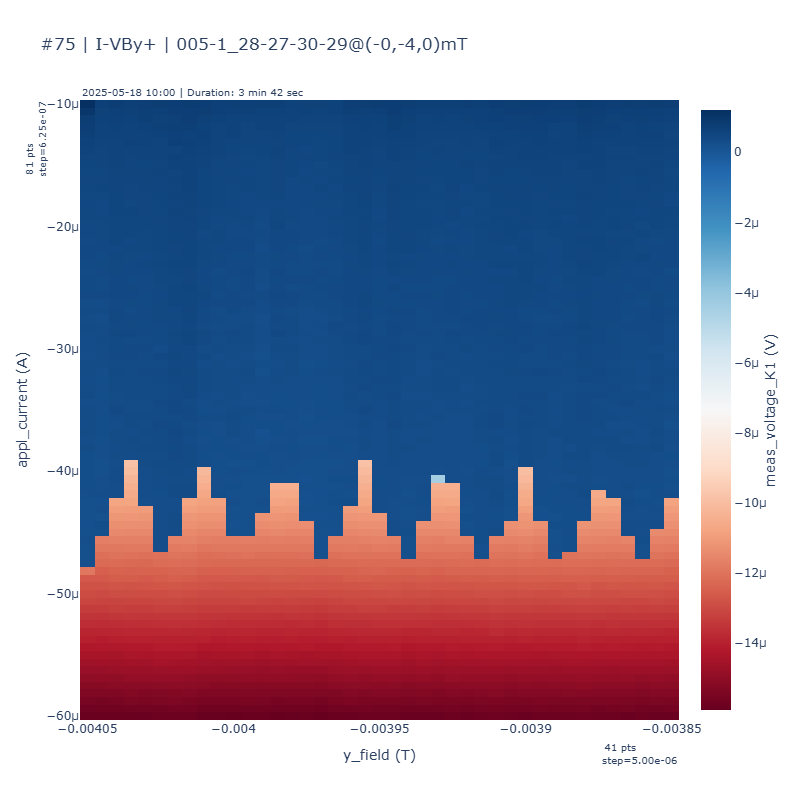 #75 | I-VBy+ | 005-1_28-27-30-29@(-0,-4,0)mT
2025-05-18 10:00 | Duration: 3 min 42 sec
81 pts
step=6.25e-07
appl_current (A)
−10μ
−20μ
−30μ
−40μ
−50μ
−60μ
−0.00405
−0.004
−0.00395
−0.0039
−0.00385
y_field (T)
41 pts
step=5.00e-06
0
−2μ
−4μ
−6μ
−8μ
−10μ
−12μ
−14μ
meas_voltage_K1 (V)